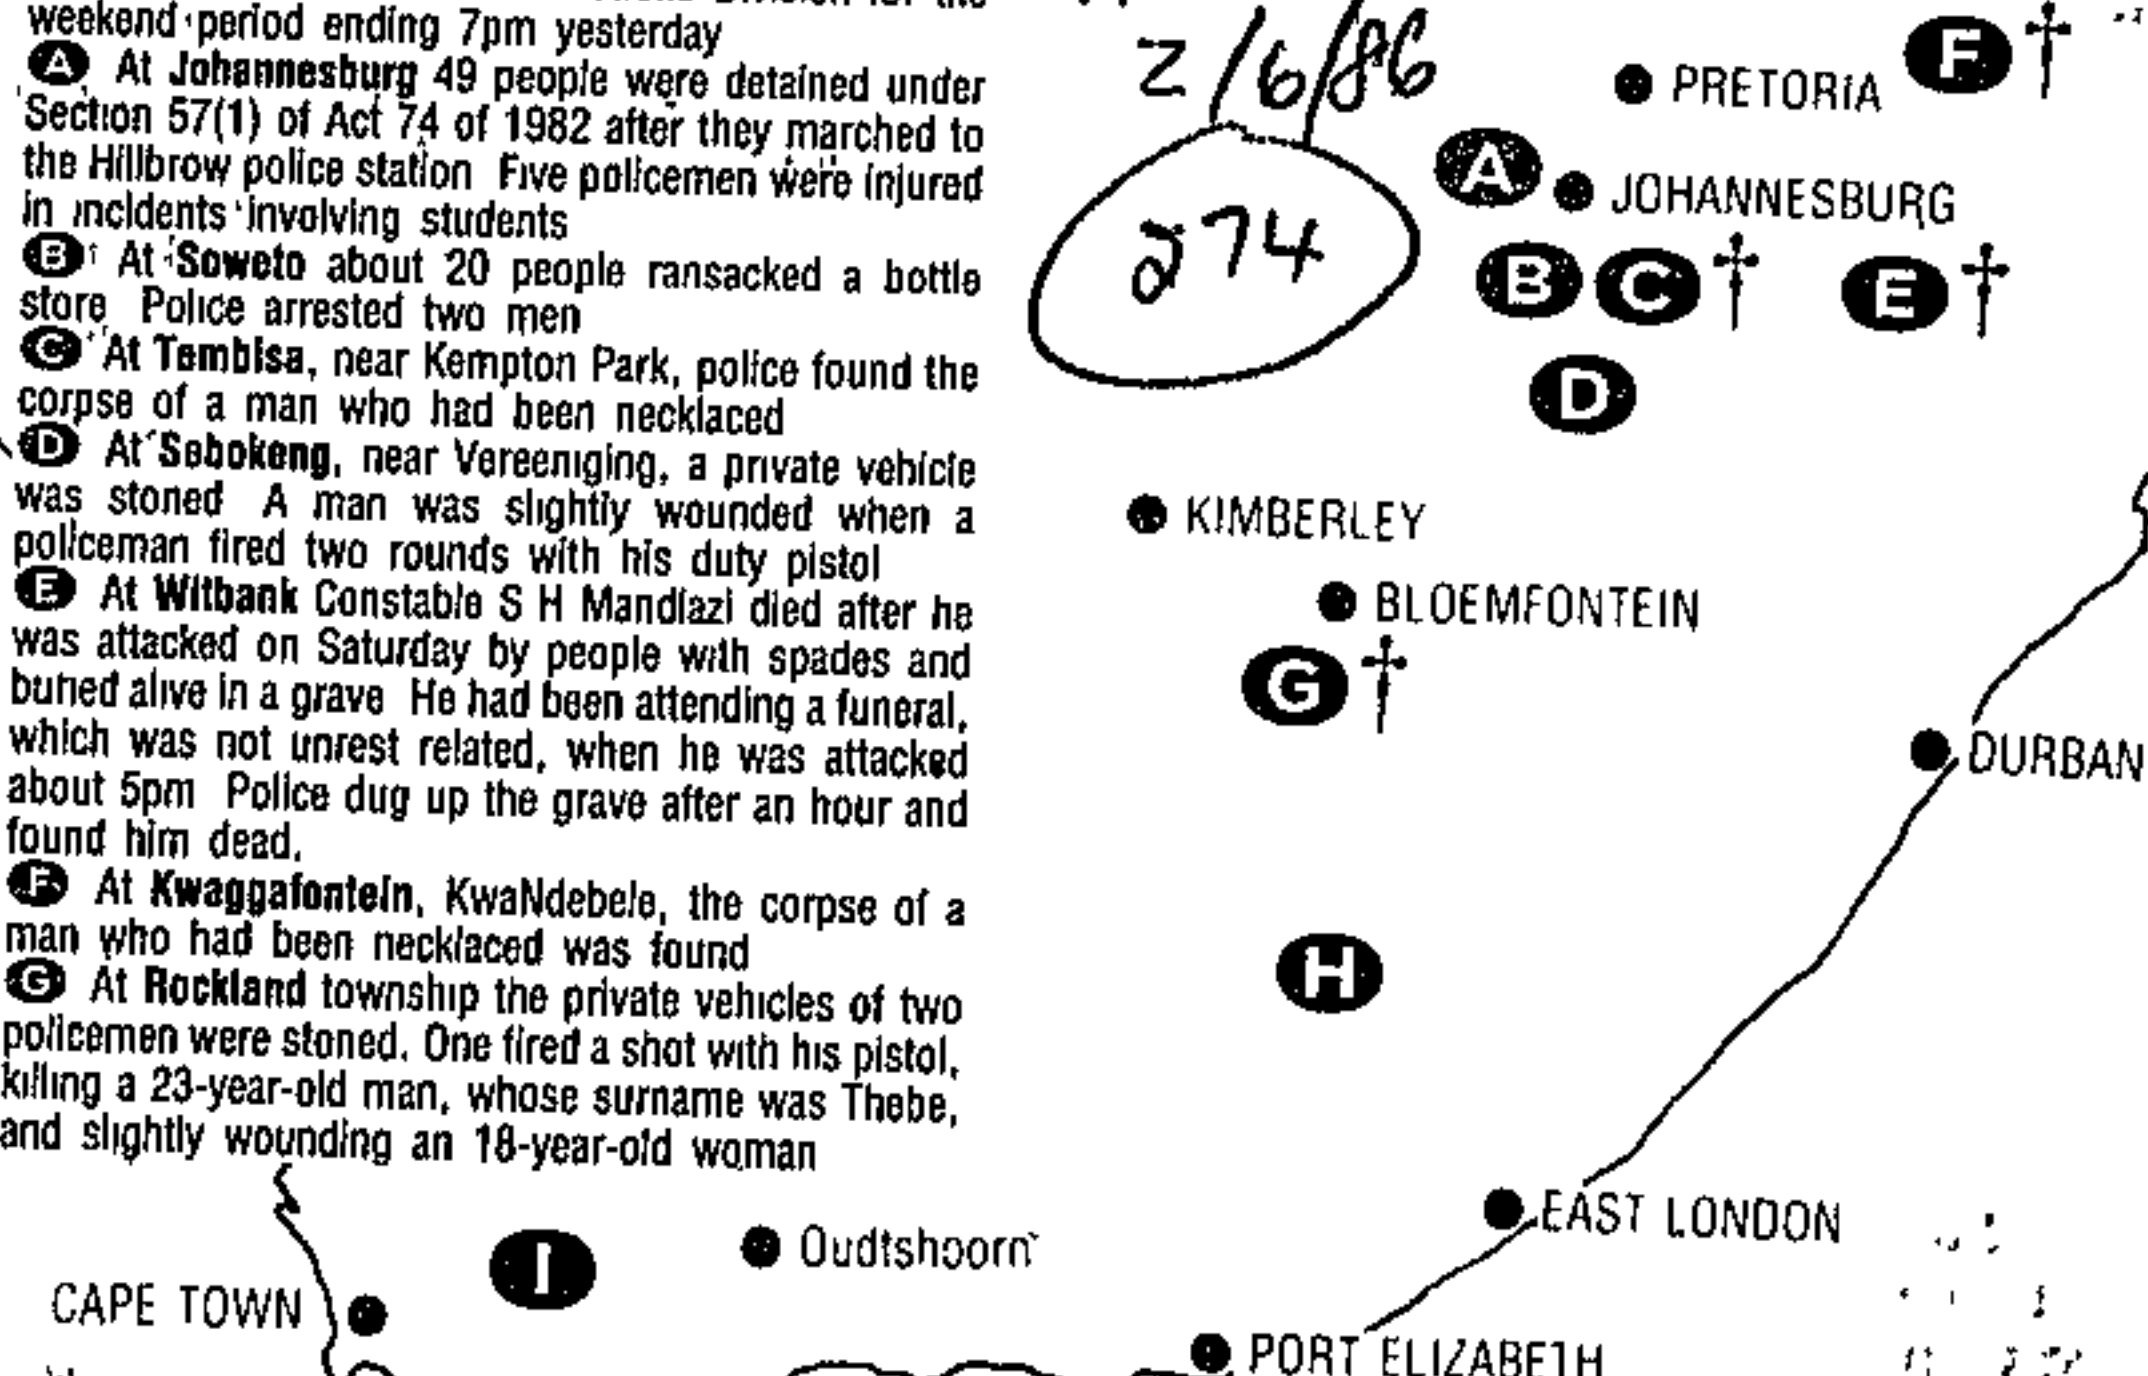 weekend period ending 7pm yesterday
A At Johannesburg 49 people were detained under
Section 57(1) of Act 74 of 1982 after they marched to
the Hillbrow police station Five policemen were injured
in incidents involving students
B At Soweto about 20 people ransacked a bottle
store Police arrested two men
C At Tembisa, near Kempton Park, police found the
corpse of a man who had been necklaced
D At Sebokeng, near Vereeniging, a private vehicle
was stoned A man was slightly wounded when a
policeman fired two rounds with his duty pistol
E At Witbank Constable S H Mandlazi died after he
was attacked on Saturday by people with spades and
buried alive in a grave He had been attending a funeral,
which was not unrest related, when he was attacked
about 5pm Police dug up the grave after an hour and
found him dead.
F At Kwaggafontein, KwaNdebele, the corpse of a
man who had been necklaced was found
G At Rockland township the private vehicles of two
policemen were stoned. One fired a shot with his pistol,
killing a 23-year-old man, whose surname was Thebe,
and slightly wounding an 18-year-old woman
2/6/86
274
PRETORIA
F †
A
JOHANNESBURG
B C † E †
D
KIMBERLEY
BLOEMFONTEIN
G †
DURBAN
H
EAST LONDON
I
Oudtshoorn
CAPE TOWN
PORT ELIZABETH